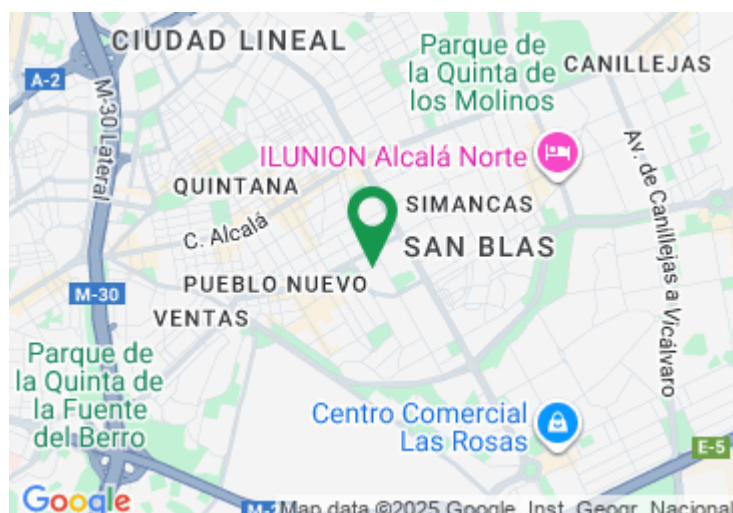 CIUDAD LINEAL
Parque de
la Quinta de
los Molinos
CANILLEJAS
A-2
M-30 Lateral
ILUNION Alcalá Norte
Av. de Canillejas a Vicálvaro
QUINTANA
SIMANCAS
C. Alcalá
SAN BLAS
PUEBLO NUEVO
M-30
VENTAS
Parque de
la Quinta de
la Fuente
del Berro
Centro Comercial
Las Rosas
E-5
Google
Map data ©2025 Google, Inst. Geogr. Nacional